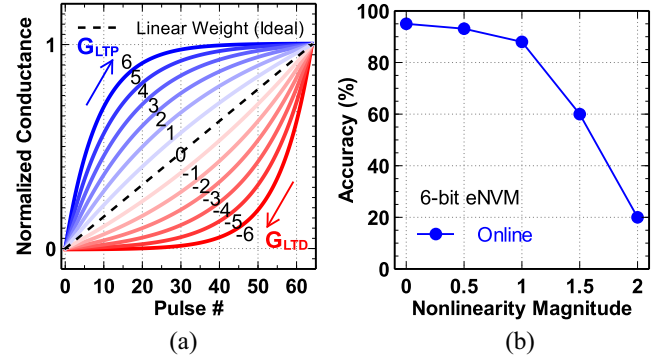 Linear Weight (Ideal)
G_LTP
6
5
4
3
2
1
0
-1
-2
-3
-4
-5
-6
G_LTD
1
0
Normalized Conductance
0 10 20 30 40 50 60
Pulse #
(a)
100
80
60
40
20
0
Accuracy (%)
6-bit eNVM
Online
0 0.5 1 1.5 2
Nonlinearity Magnitude
(b)